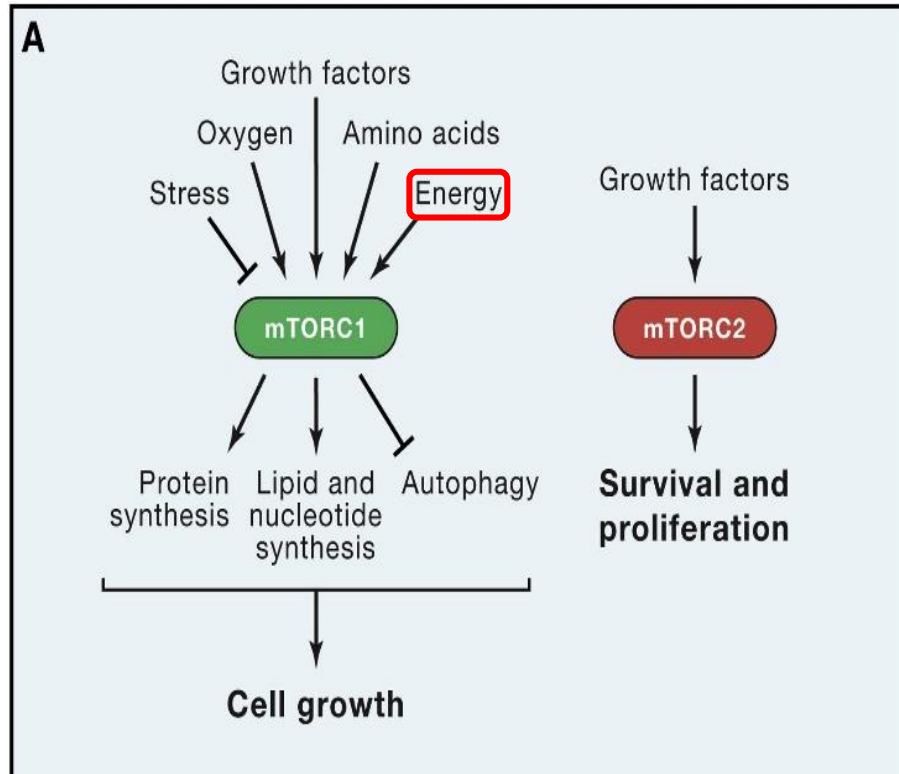 A
Growth factors
Oxygen
Amino acids
Stress
Energy
mTORC1
Protein
synthesis
Lipid and
nucleotide
synthesis
Autophagy
Cell growth
Growth factors
mTORC2
Survival and
proliferation